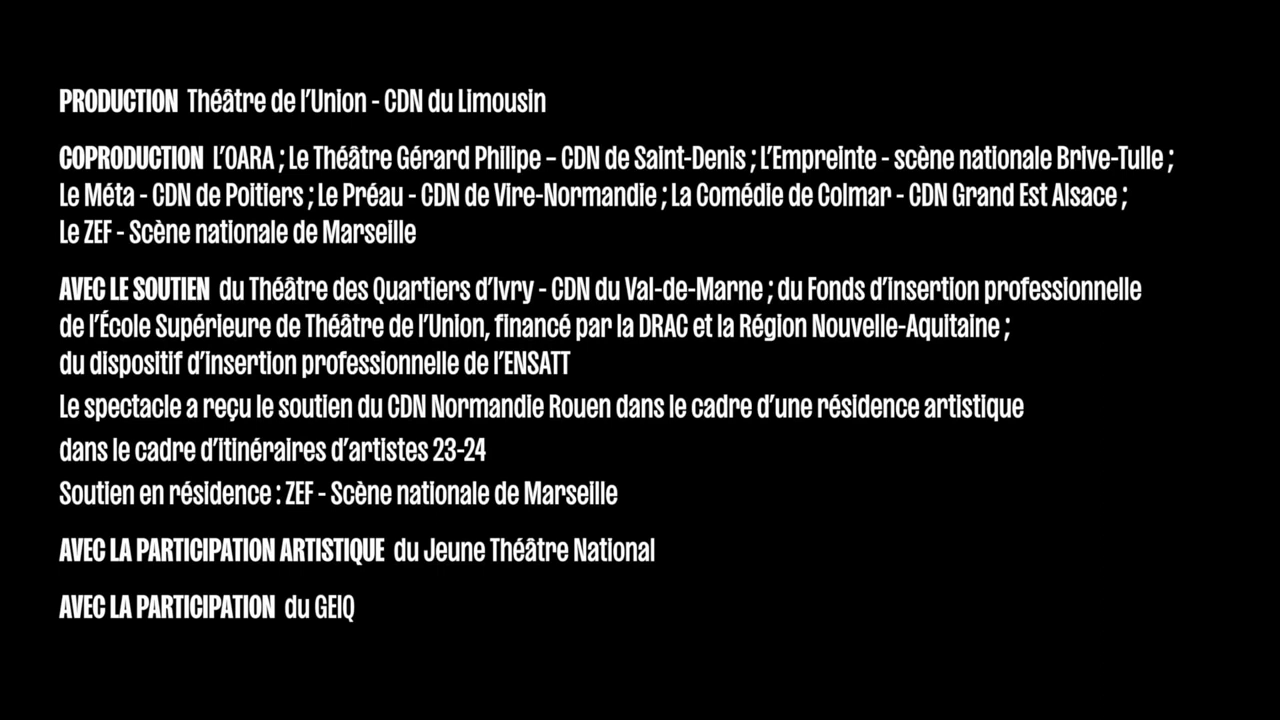 PRODUCTION Théâtre de l’Union - CDN du Limousin
COPRODUCTION L’OARA ; Le Théâtre Gérard Philipe – CDN de Saint-Denis ; L’Empreinte - scène nationale Brive-Tulle ;
Le Méta - CDN de Poitiers ; Le Préau - CDN de Vire-Normandie ; La Comédie de Colmar - CDN Grand Est Alsace ;
Le ZEF - Scène nationale de Marseille
AVEC LE SOUTIEN du Théâtre des Quartiers d’Ivry - CDN du Val-de-Marne ; du Fonds d’insertion professionnelle
de l’École Supérieure de Théâtre de l’Union, financé par la DRAC et la Région Nouvelle-Aquitaine ;
du dispositif d’insertion professionnelle de l’ENSATT
Le spectacle a reçu le soutien du CDN Normandie Rouen dans le cadre d’une résidence artistique
dans le cadre d’itinéraires d’artistes 23-24
Soutien en résidence : ZEF - Scène nationale de Marseille
AVEC LA PARTICIPATION ARTISTIQUE du Jeune Théâtre National
AVEC LA PARTICIPATION du GEIQ